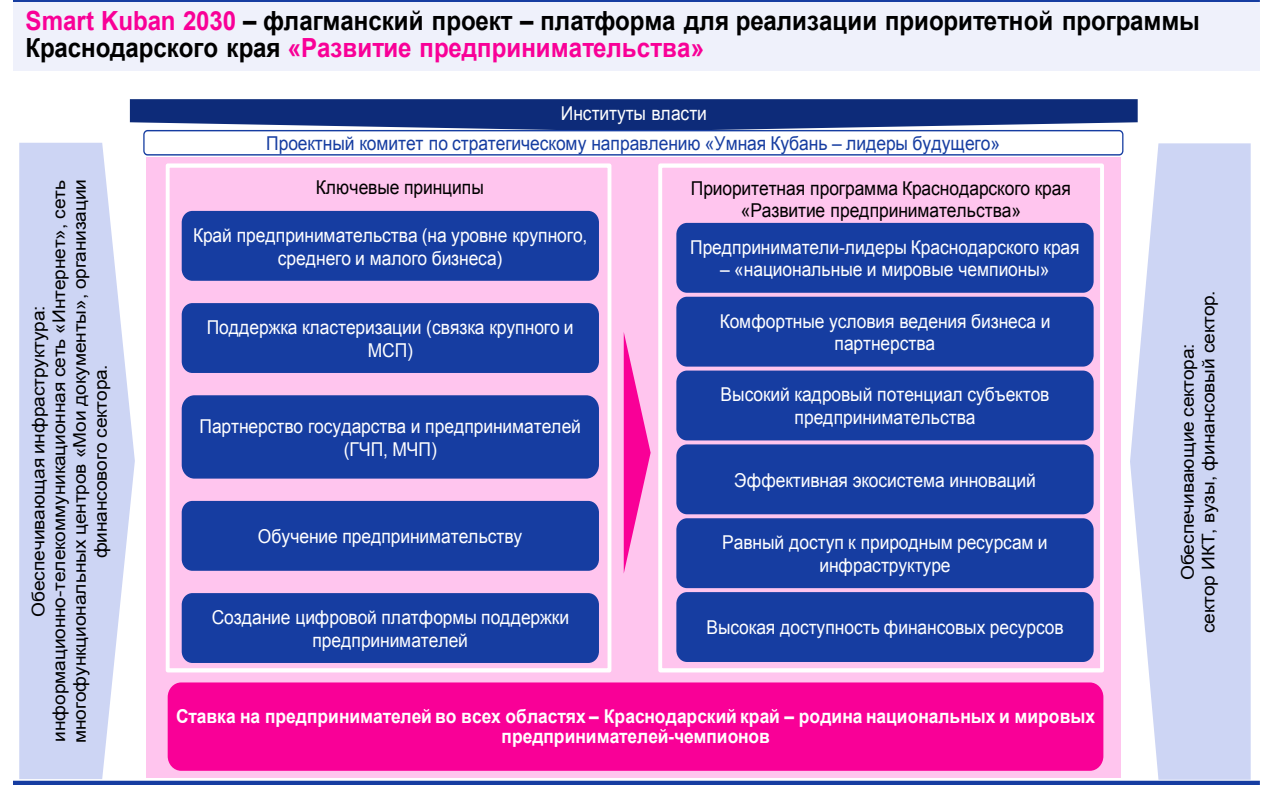 Smart Kuban 2030 – флагманский проект – платформа для реализации приоритетной программы
Краснодарского края «Развитие предпринимательства»
Институты власти
Проектный комитет по стратегическому направлению «Умная Кубань – лидеры будущего»
Обеспечивающая инфраструктура:
информационно-телекоммуникационная сеть «Интернет», сеть
многофункциональных центров «Мои документы», организации
финансового сектора.
Ключевые принципы
Край предпринимательства (на уровне крупного,
среднего и малого бизнеса)
Поддержка кластеризации (связка крупного и
МСП)
Партнерство государства и предпринимателей
(ГЧП, МЧП)
Обучение предпринимательству
Создание цифровой платформы поддержки
предпринимателей
Приоритетная программа Краснодарского края
«Развитие предпринимательства»
Предприниматели-лидеры Краснодарского края
– «национальные и мировые чемпионы»
Комфортные условия ведения бизнеса и
партнерства
Высокий кадровый потенциал субъектов
предпринимательства
Эффективная экосистема инноваций
Равный доступ к природным ресурсам и
инфраструктуре
Высокая доступность финансовых ресурсов
Обеспечивающие сектора:
сектор ИКТ, вузы, финансовый сектор.
Ставка на предпринимателей во всех областях – Краснодарский край – родина национальных и мировых
предпринимателей-чемпионов